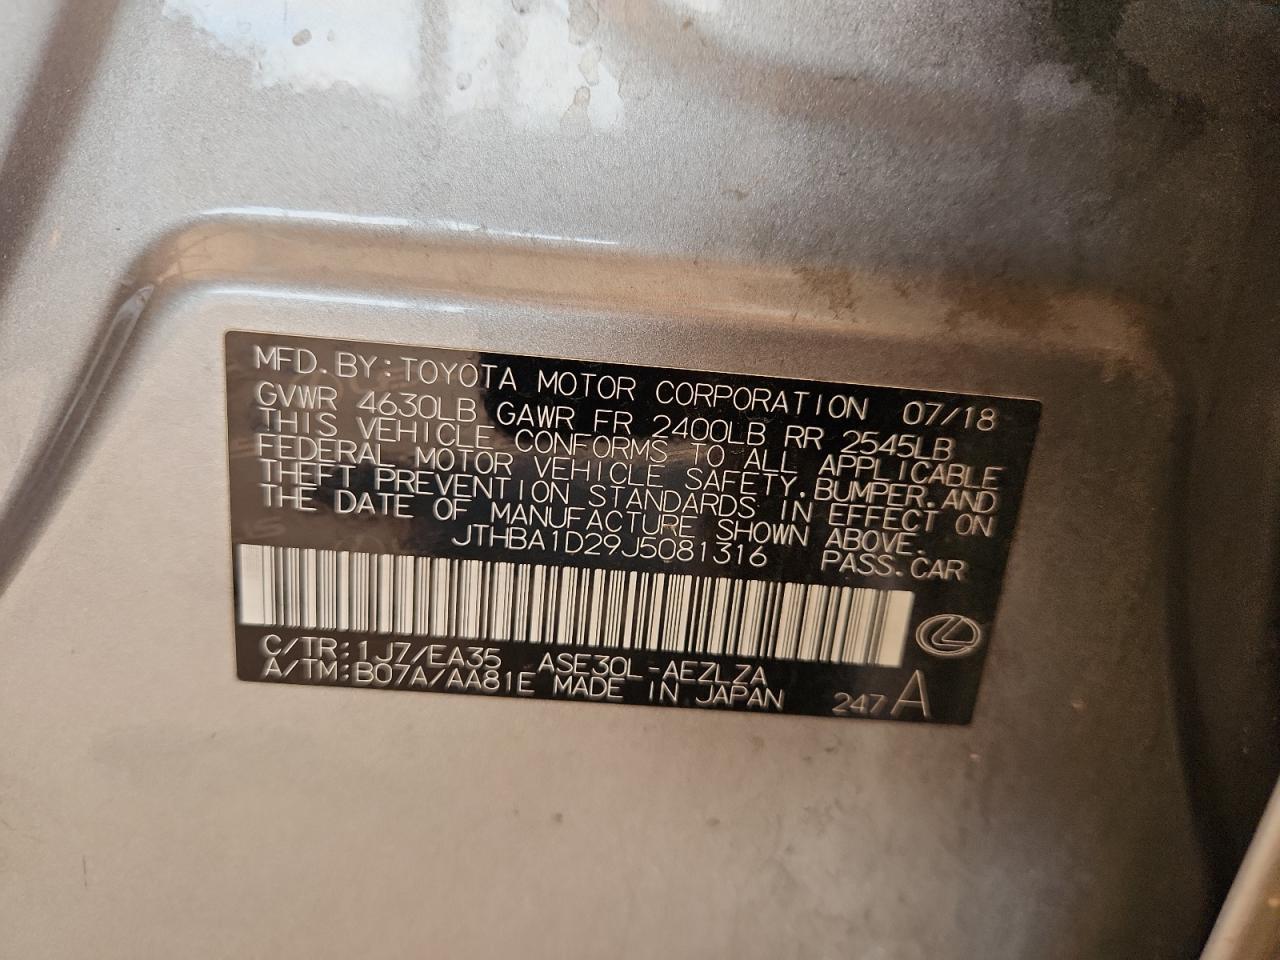 MFD.BY:TOYOTA MOTOR CORPORATION 07/18
GVWR 4630LB GAWR FR 2400LB RR 2545LB
THIS VEHICLE CONFORMS TO ALL APPLICABLE
FEDERAL MOTOR VEHICLE SAFETY,BUMPER,AND
THEFT PREVENTION STANDARDS IN EFFECT ON
THE DATE OF MANUFACTURE SHOWN ABOVE.
JTHBA1D29J5081316 PASS.CAR
C/TR:1J7/EA35 ASE30L-AEZLZA
A/TM:B07A/AA81E MADE IN JAPAN 247 A